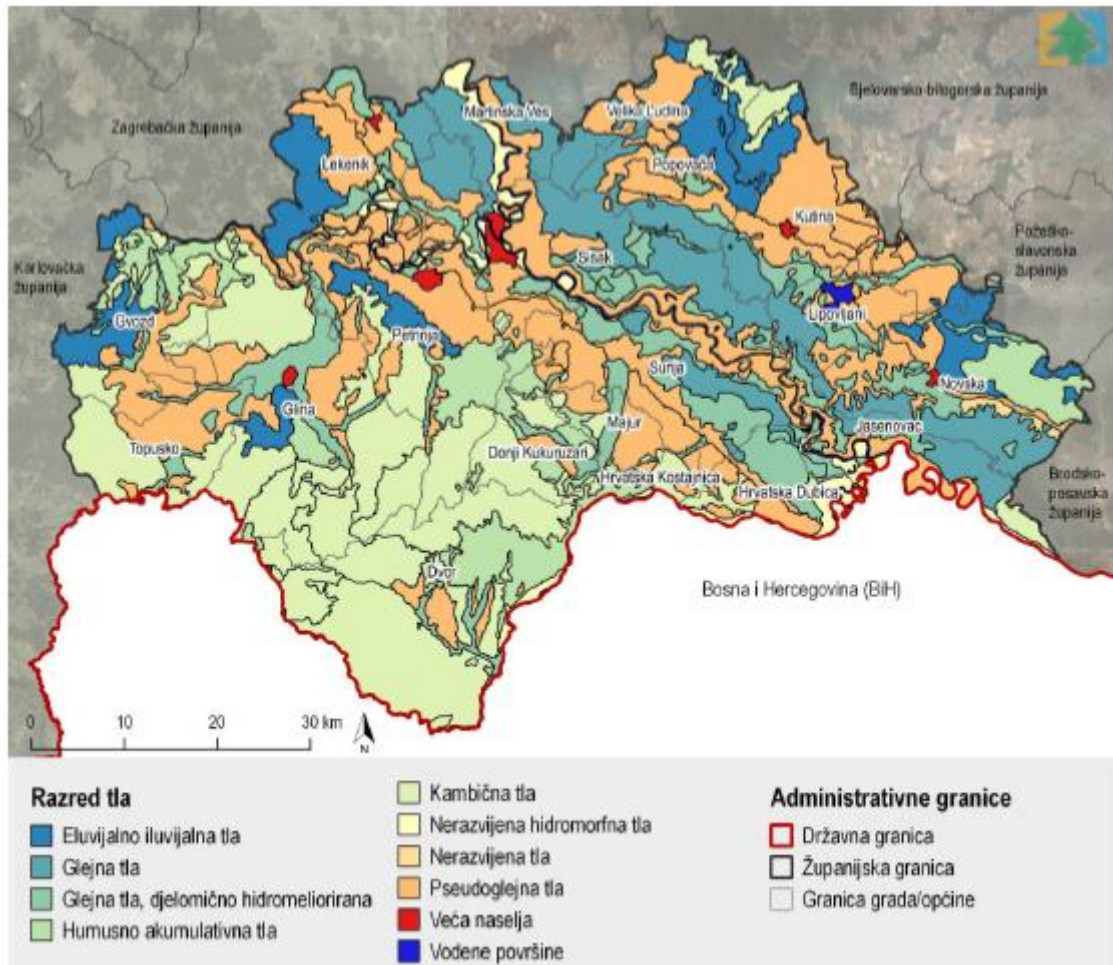 Bjelovarsko-bilogorska županija
Zagrebačka županija
Martinska Ves
Velika Ludina
Lekenik
Popovača
Kutina
Požeško-
slavonska
županija
Karlovačka
županija
Sisak
Lipovljani
Gvozd
Petrinja
Sunja
Novska
Glina
Majur
Jasenovac
Topusko
Donji Kukuruzari
Hrvatska Kostajnica
Hrvatska Dubica
Brodsko-
posavska
županija
Dvor
Bosna i Hercegovina (BiH)
0 10 20 30 km
N
Razred tla
Eluvijalno iluvijalna tla
Glejna tla
Glejna tla, djelomično hidromeliorirana
Humusno akumulativna tla
Kambična tla
Nerazvijena hidromorfna tla
Nerazvijena tla
Pseudoglejna tla
Veća naselja
Vodene površine
Administrativne granice
Državna granica
Županijska granica
Granica grada/općine